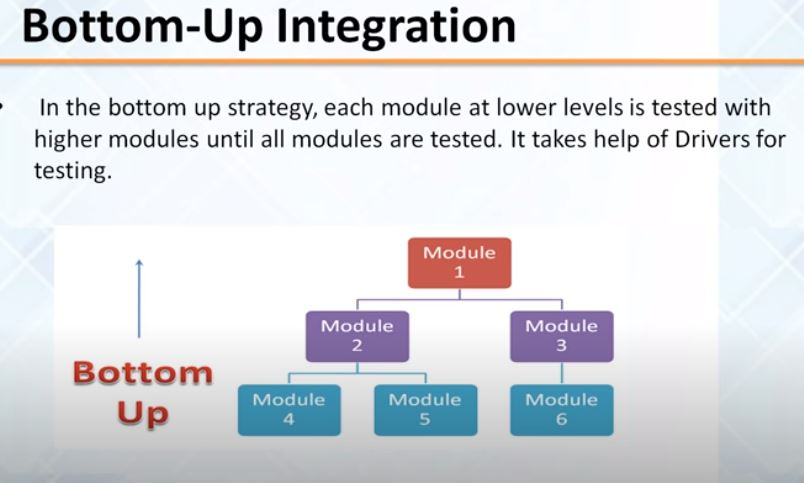 Bottom-Up Integration
• In the bottom up strategy, each module at lower levels is tested with
higher modules until all modules are tested. It takes help of Drivers for
testing.
Module
1
Module
2
Module
3
Bottom
Up
Module
4
Module
5
Module
6